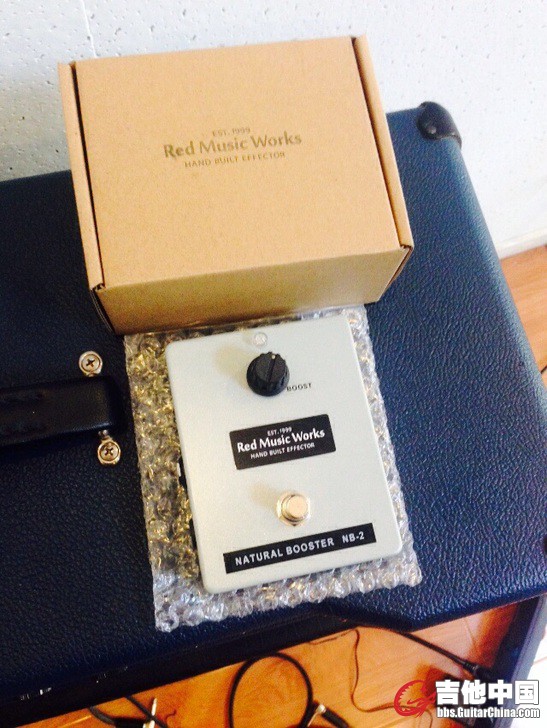 EST. 1999
Red Music Works
HAND BUILT EFFECTOR
BOOST
EST. 1999
Red Music Works
HAND BUILT EFFECTOR
NATURAL BOOSTER NB-2
吉他中国
bbs.GuitarChina.com